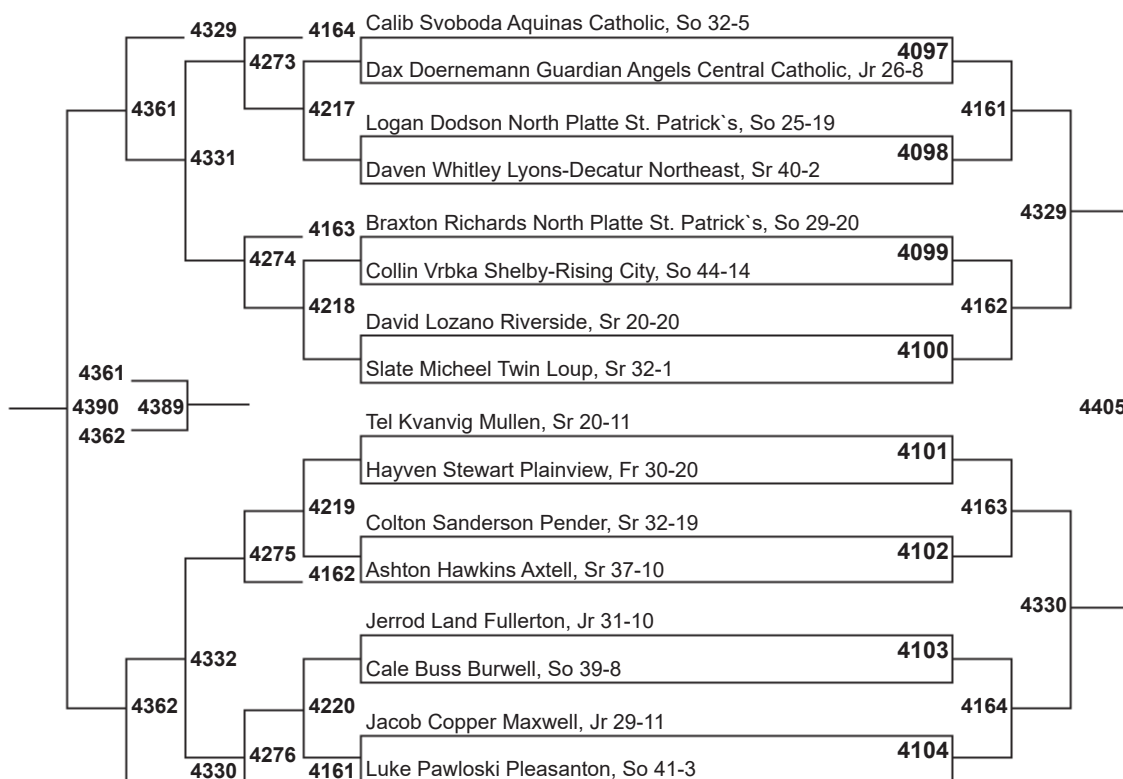 4329
4164
Calib Svoboda Aquinas Catholic, So 32-5
4097
4273
Dax Doernemann Guardian Angels Central Catholic, Jr 26-8
4361
4217
Logan Dodson North Platte St. Patrick`s, So 25-19
4161
4331
4098
Daven Whitley Lyons-Decatur Northeast, Sr 40-2
4329
4163
Braxton Richards North Platte St. Patrick`s, So 29-20
4099
4274
Collin Vrbka Shelby-Rising City, So 44-14
4218
4162
David Lozano Riverside, Sr 20-20
4100
Slate Micheel Twin Loup, Sr 32-1
4361
4390
4389
4405
4362
Tel Kvanvig Mullen, Sr 20-11
4101
Hayven Stewart Plainview, Fr 30-20
4219
4163
Colton Sanderson Pender, Sr 32-19
4275
4102
4162
Ashton Hawkins Axtell, Sr 37-10
4330
Jerrod Land Fullerton, Jr 31-10
4332
4103
Cale Buss Burwell, So 39-8
4362
4220
4164
Jacob Copper Maxwell, Jr 29-11
4276
4104
4330
4161
Luke Pawloski Pleasanton, So 41-3